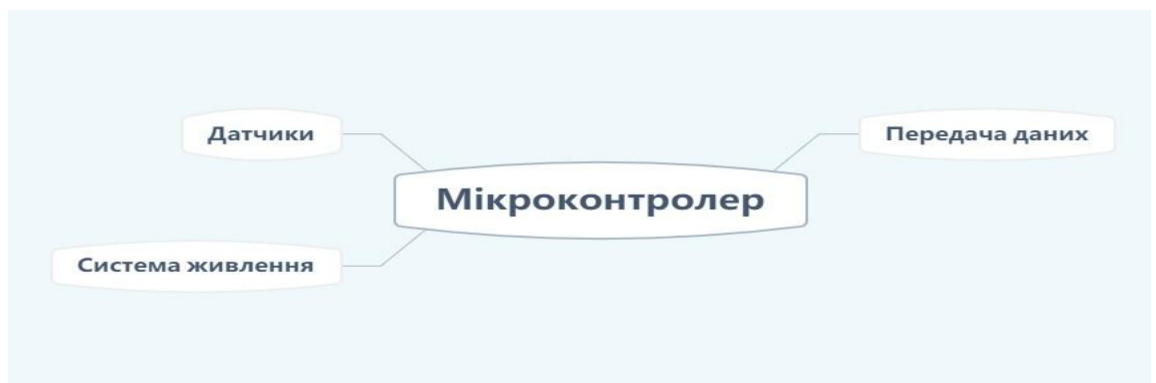 Датчики
Передача даних
Мікроконтролер
Система живлення